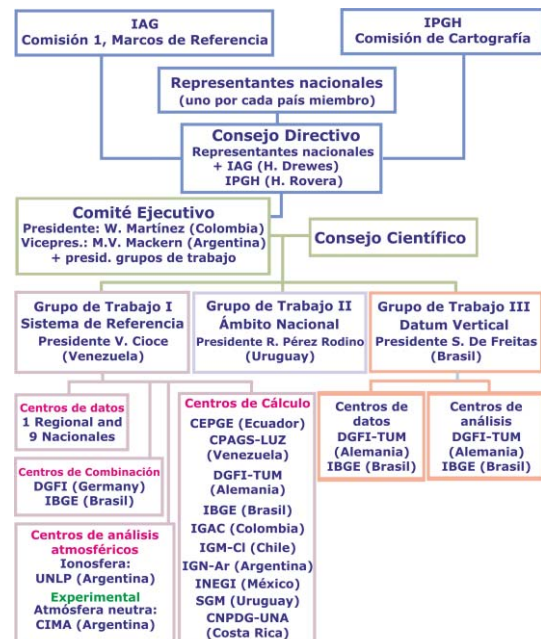 IAG
Comisión 1, Marcos de Referencia
IPGH
Comisión de Cartografía
Representantes nacionales
(uno por cada país miembro)
Consejo Directivo
Representantes nacionales
+ IAG (H. Drewes)
IPGH (H. Rovera)
Comité Ejecutivo
Presidente: W. Martínez (Colombia)
Vicepres.: M.V. Mackern (Argentina)
+ presid. grupos de trabajo
Consejo Científico
Grupo de Trabajo I
Sistema de Referencia
Presidente V. Cioce
(Venezuela)
Grupo de Trabajo II
Ámbito Nacional
Presidente R. Pérez Rodino
(Uruguay)
Grupo de Trabajo III
Datum Vertical
Presidente S. De Freitas
(Brasil)
Centros de datos
1 Regional and
9 Nacionales
Centros de Combinación
DGFI (Germany)
IBGE (Brasil)
Centros de análisis
atmosféricos
Ionosfera:
UNLP (Argentina)
Experimental
Atmósfera neutra:
CIMA (Argentina)
Centros de Cálculo
CEPGE (Ecuador)
CPAGS-LUZ
(Venezuela)
DGFI-TUM
(Alemania)
IBGE (Brasil)
IGAC (Colombia)
IGM-Cl (Chile)
IGN-Ar (Argentina)
INEGI (México)
SGM (Uruguay)
CNPDG-UNA
(Costa Rica)
Centros de
datos
DGFI-TUM
(Alemania)
IBGE (Brasil)
Centros de
análisis
DGFI-TUM
(Alemania)
IBGE (Brasil)